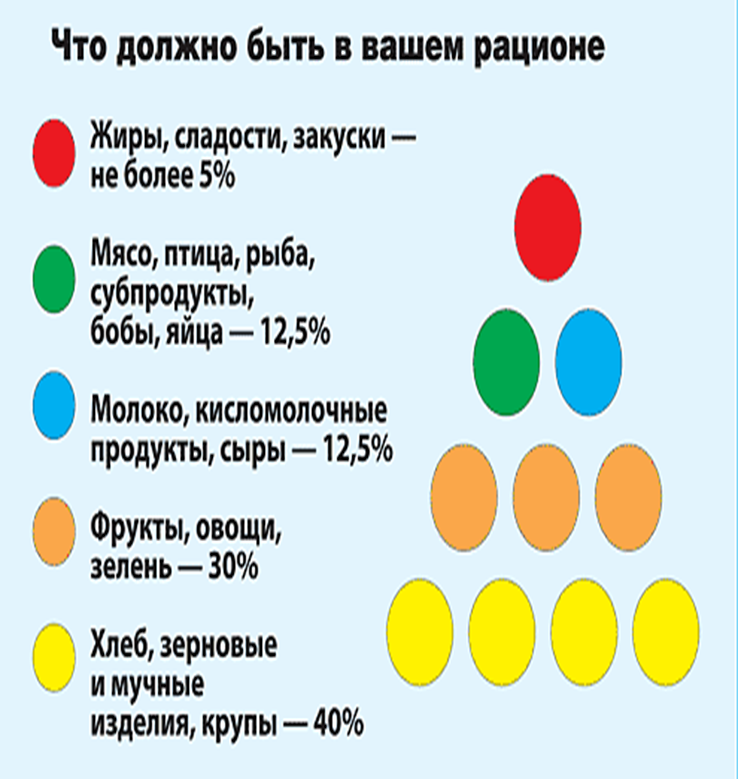 Что должно быть в вашем рационе
Жиры, сладости, закуски —
не более 5%
Мясо, птица, рыба,
субпродукты,
бобы, яйца — 12,5%
Молоко, кисломолочные
продукты, сыры — 12,5%
Фрукты, овощи,
зелень — 30%
Хлеб, зерновые
и мучные
изделия, крупы — 40%